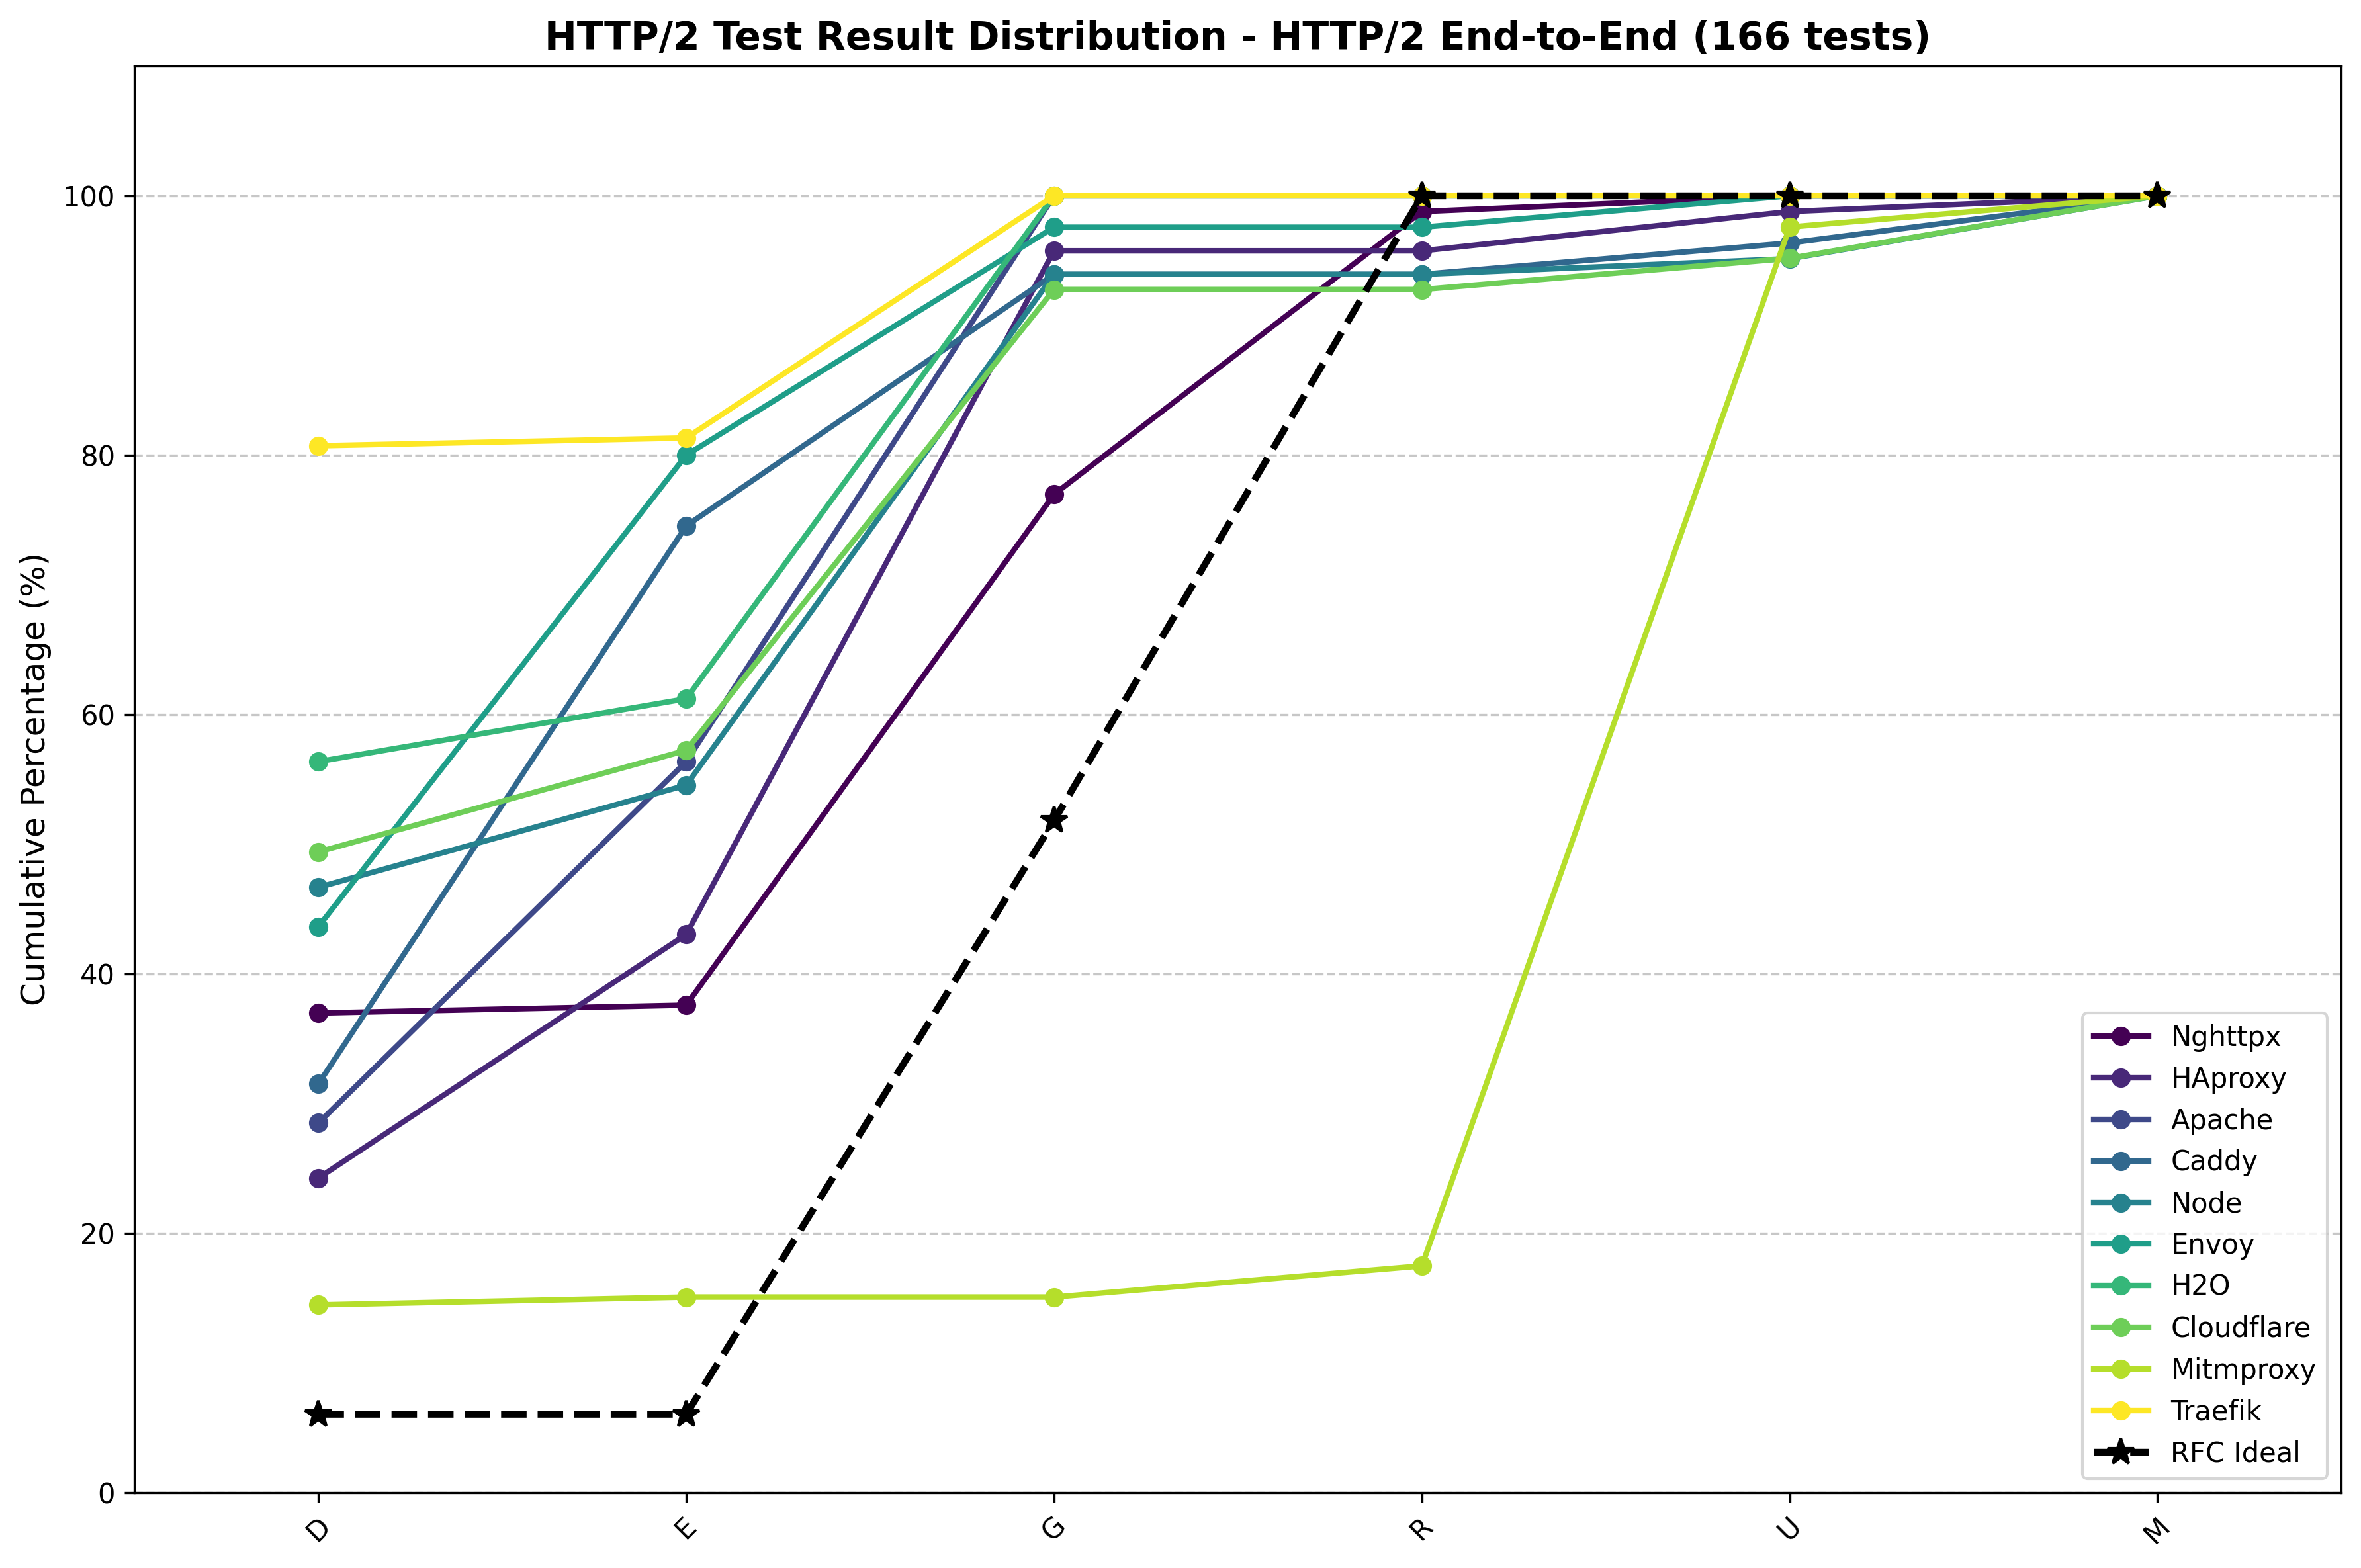 HTTP/2 Test Result Distribution - HTTP/2 End-to-End (166 tests)
Cumulative Percentage (%)
100
80
60
40
20
0
D
E
G
R
U
M
Nghttpx
HAproxy
Apache
Caddy
Node
Envoy
H2O
Cloudflare
Mitmproxy
Traefik
RFC Ideal